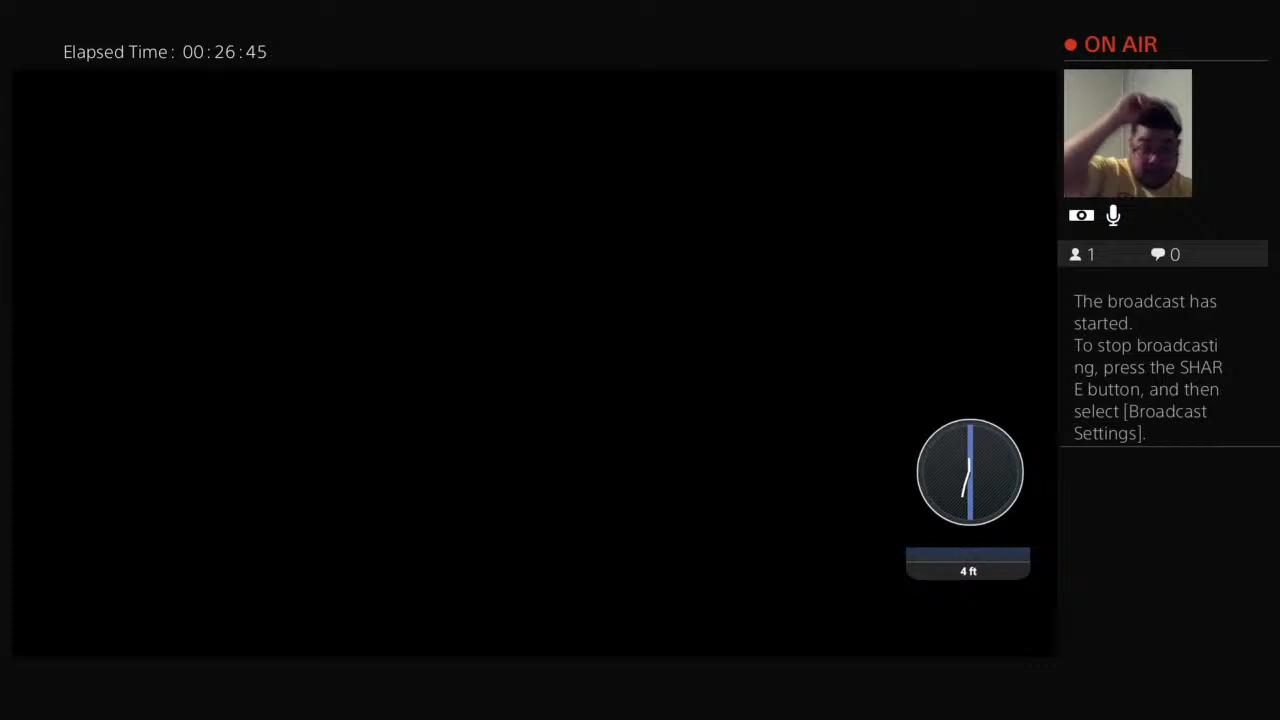 Elapsed Time: 00:26:45
ON AIR
1 0
The broadcast has
started.
To stop broadcasti
ng, press the SHAR
E button, and then
select [Broadcast
Settings].
4 ft